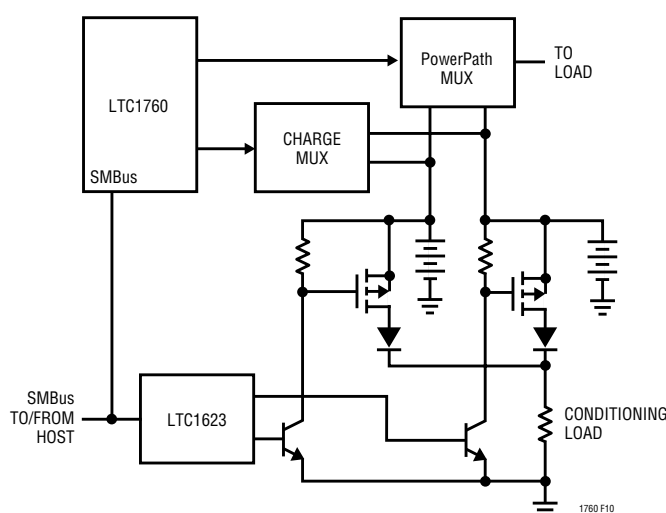 LTC1760
SMBus
PowerPath
MUX
TO
LOAD
CHARGE
MUX
SMBus
TO/FROM
HOST
LTC1623
CONDITIONING
LOAD
1760 F10